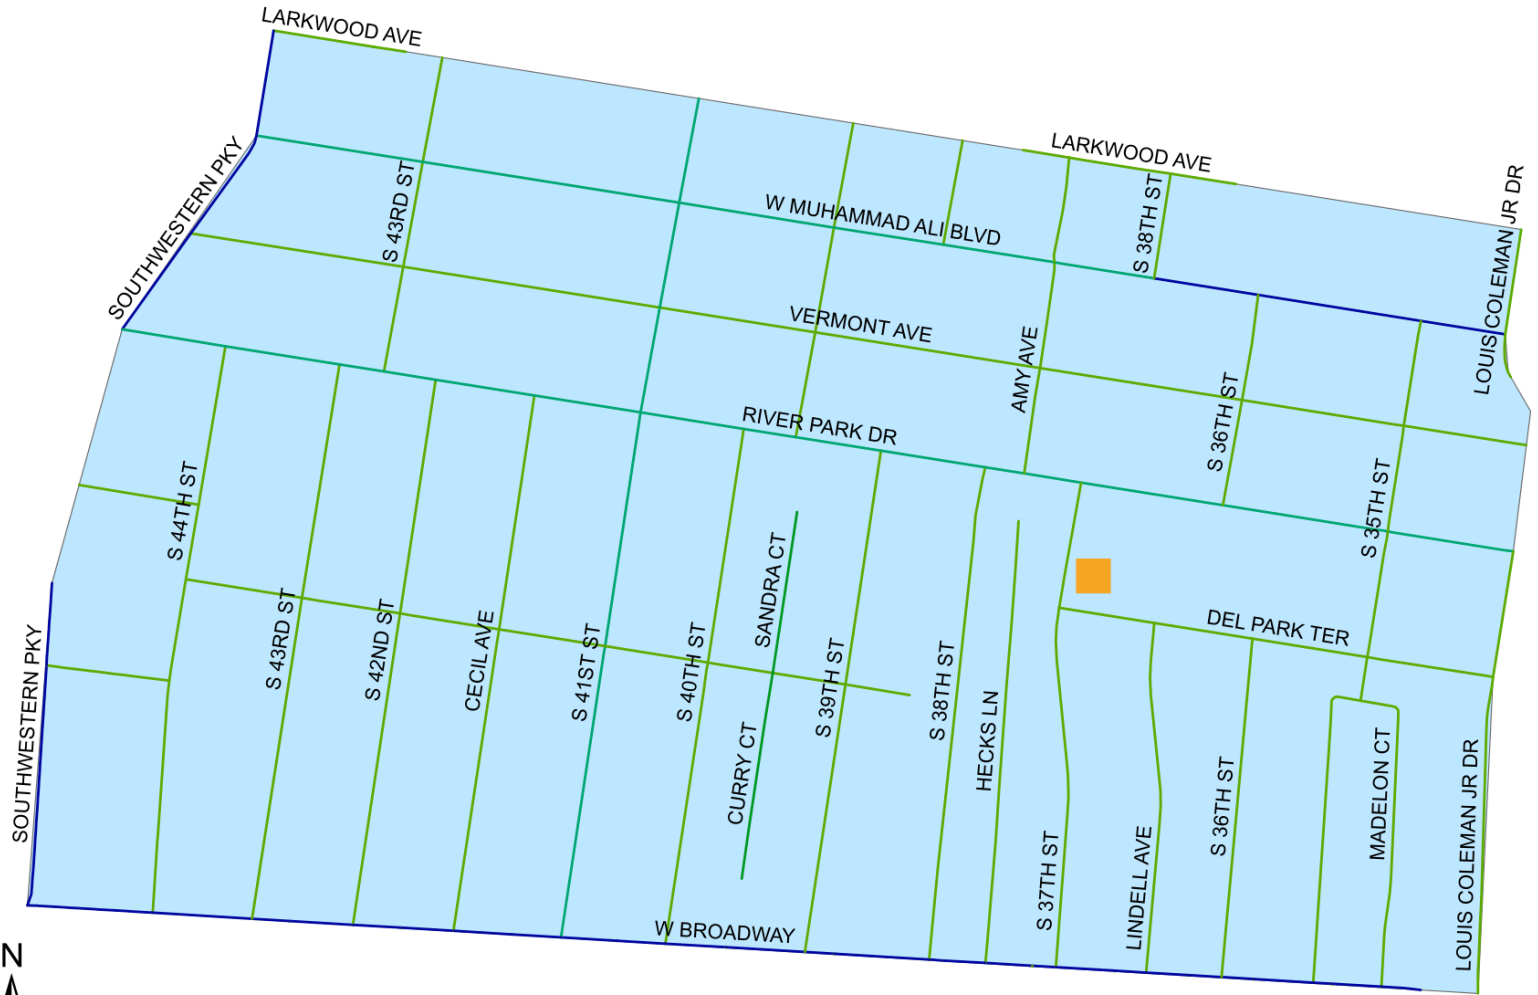 LARKWOOD AVE
LARKWOOD AVE
SOUTHWESTERN PKY
S 43RD ST
W MUHAMMAD ALI BLVD
S 38TH ST
LOUIS COLEMAN JR DR
VERMONT AVE
AMY AVE
S 36TH ST
RIVER PARK DR
S 44TH ST
S 35TH ST
SANDRA CT
DEL PARK TER
S 43RD ST
S 42ND ST
CECIL AVE
S 41ST ST
S 40TH ST
S 39TH ST
S 38TH ST
HECKS LN
SOUTHWESTERN PKY
CURRY CT
S 37TH ST
LINDELL AVE
S 36TH ST
MADELON CT
LOUIS COLEMAN JR DR
W BROADWAY
N